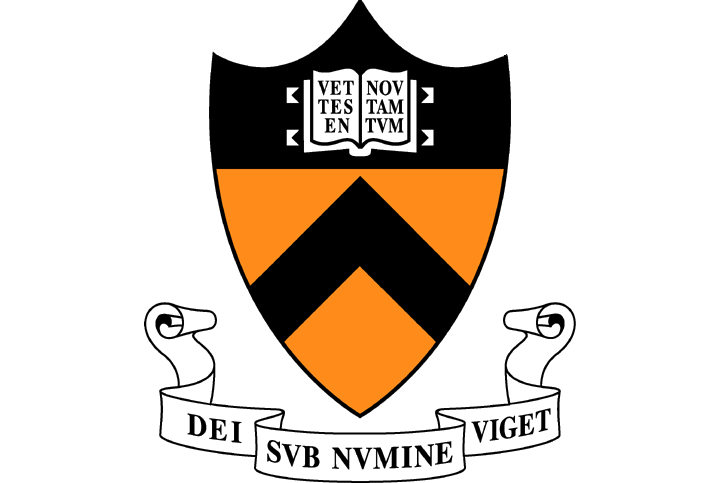 VET NOV
TES TAM
EN TVM
DEI SVB NVMINE VIGET